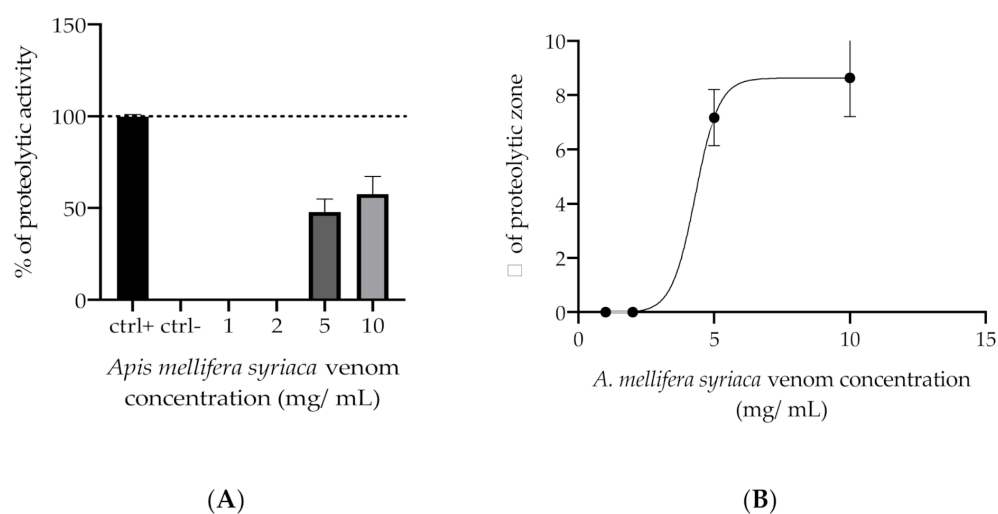 150
100
50
0
% of proteolytic activity
ctrl+ ctrl- 1 2 5 10
Apis mellifera syriaca venom
concentration (mg/ mL)
(A)
10
8
6
4
2
0
□ of proteolytic zone
0 5 10 15
A. mellifera syriaca venom concentration
(mg/ mL)
(B)